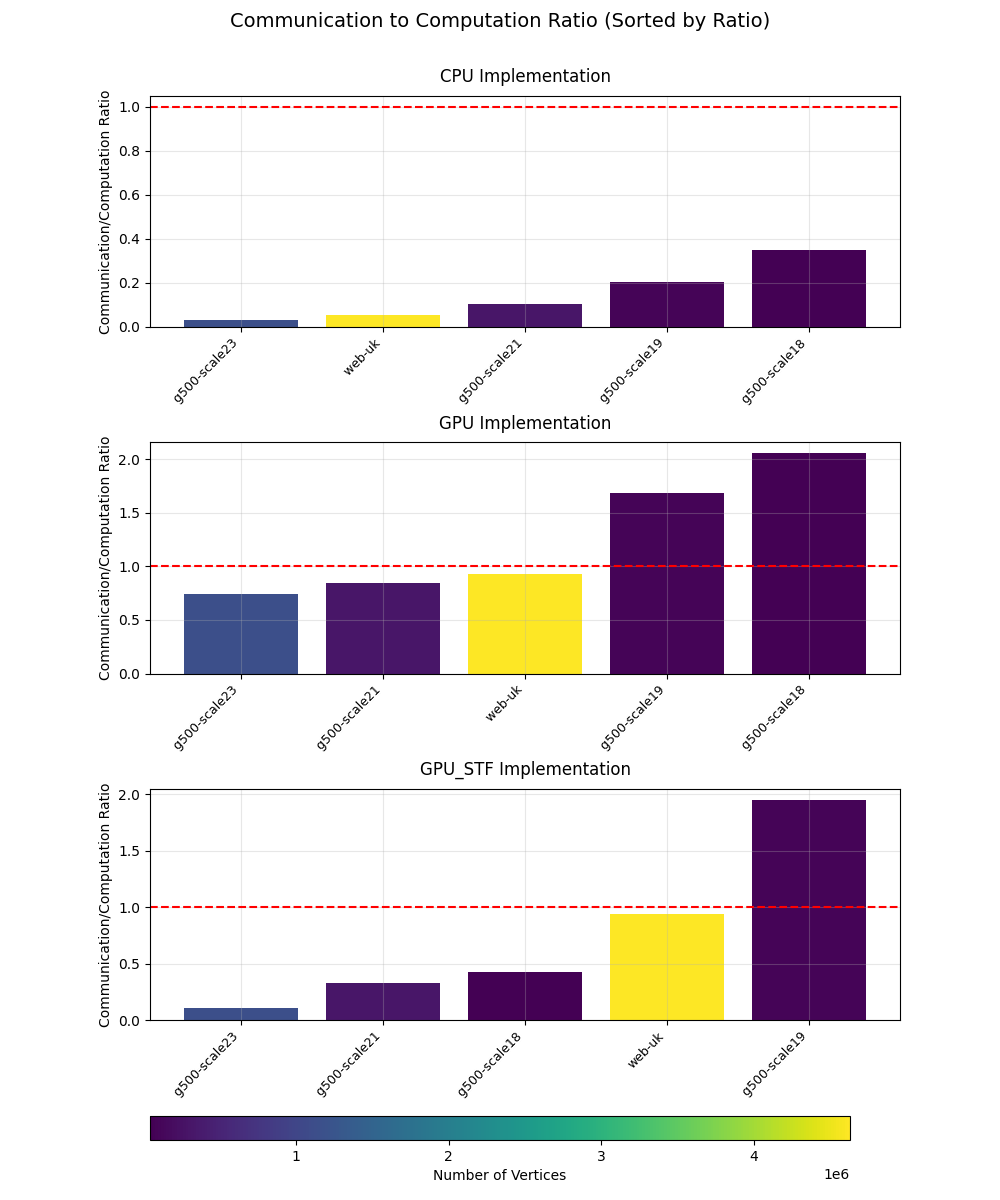 Communication to Computation Ratio (Sorted by Ratio)
CPU Implementation
Communication/Computation Ratio
1.0
0.8
0.6
0.4
0.2
0.0
g500-scale23
web-uk
g500-scale21
g500-scale19
g500-scale18
GPU Implementation
Communication/Computation Ratio
2.0
1.5
1.0
0.5
0.0
g500-scale23
g500-scale21
web-uk
g500-scale19
g500-scale18
GPU_STF Implementation
Communication/Computation Ratio
2.0
1.5
1.0
0.5
0.0
g500-scale23
g500-scale21
g500-scale18
web-uk
g500-scale19
1 2 3 4
Number of Vertices
1e6